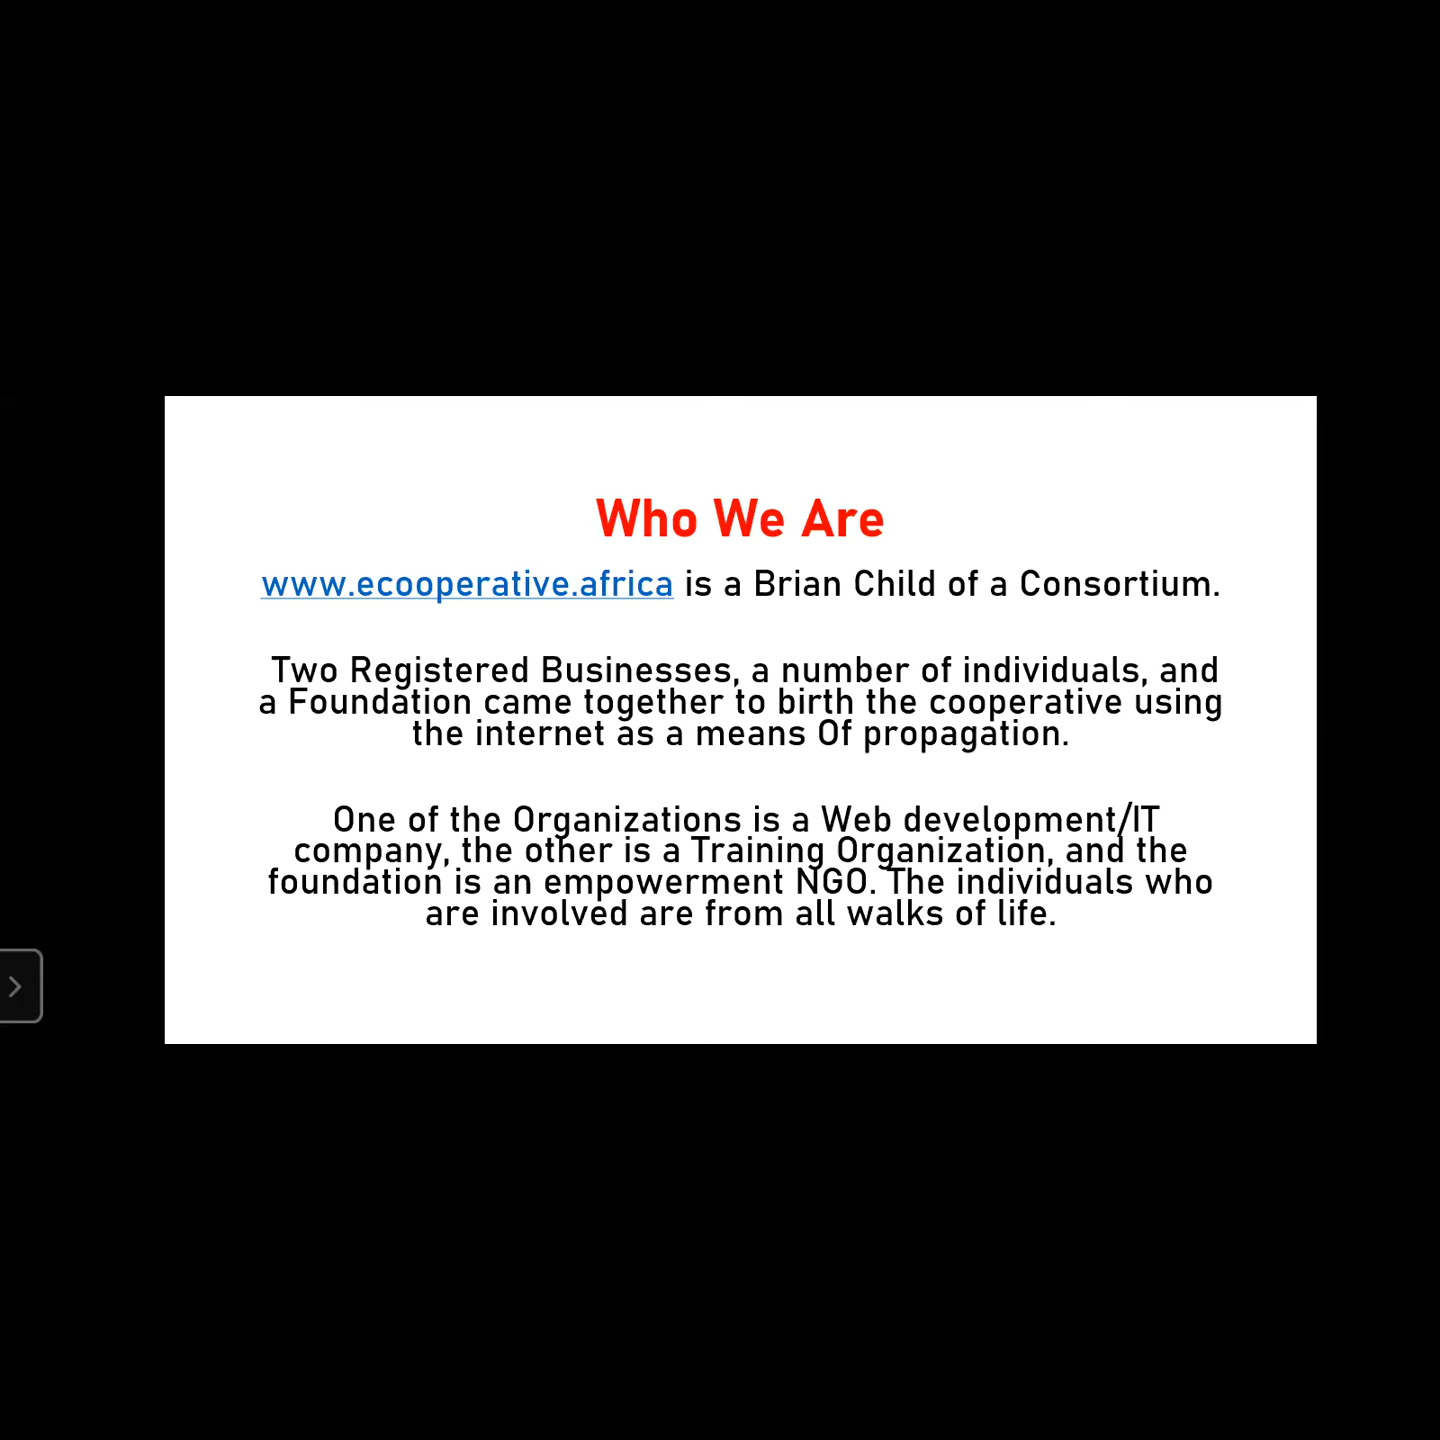 Who We Are
www.ecooperative.africa is a Brian Child of a Consortium.
Two Registered Businesses, a number of individuals, and
a Foundation came together to birth the cooperative using
the internet as a means Of propagation.
One of the Organizations is a Web development/IT
company, the other is a Training Organization, and the
foundation is an empowerment NGO. The individuals who
are involved are from all walks of life.